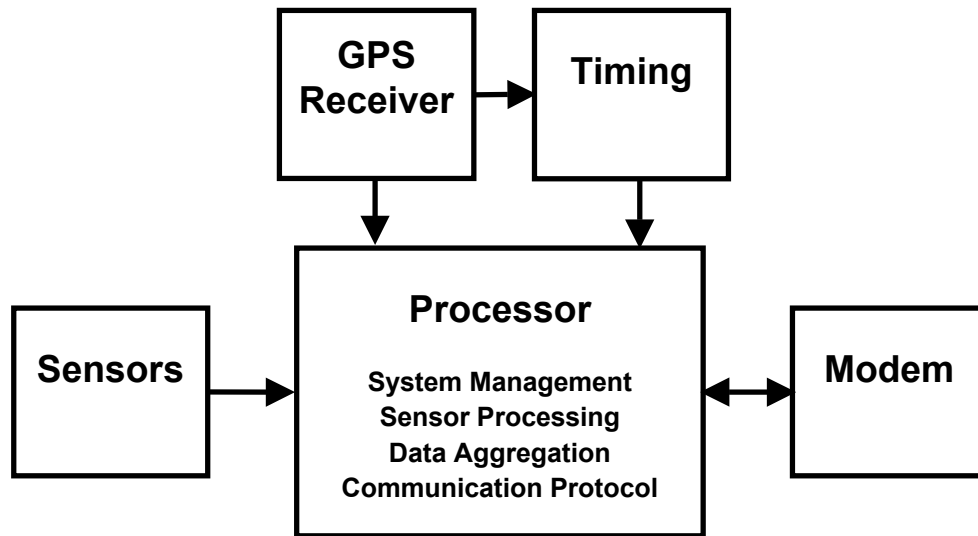 GPS
Receiver
Timing
Processor
Sensors
System Management
Sensor Processing
Data Aggregation
Communication Protocol
Modem